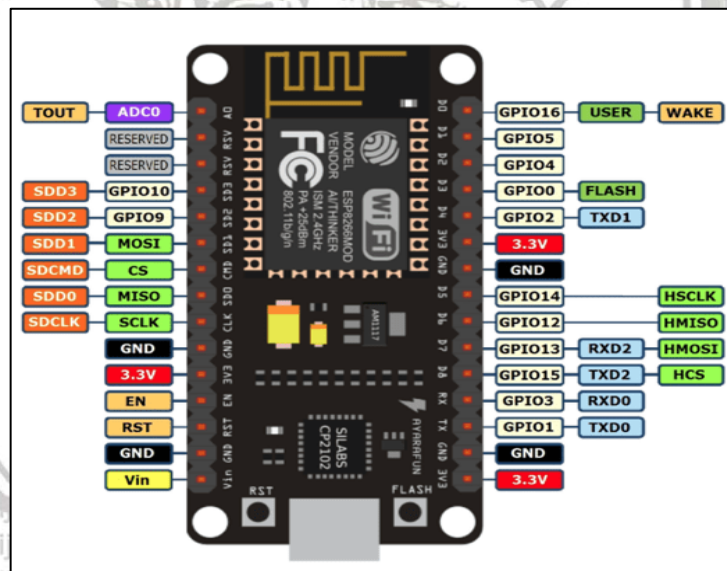 TOUT ADC0 A0 D0 GPIO16 USER WAKE
RESERVED RSV D1 GPIO5
RESERVED RSV D2 GPIO4
SDD3 GPIO10 SD3 D3 GPIO0 FLASH
SDD2 GPIO9 D4 GPIO2 TXD1
SDD1 MOSI SD1 3V3 3.3V
SDCMD CS CMD GND GND
SDD0 MISO SD0 D5 GPIO14 HSCLK
SDCLK SCLK CLK D6 GPIO12 HMISO
GND GND D7 GPIO13 RXD2 HMOSI
3.3V 3V3 D8 GPIO15 TXD2 HCS
EN EN RX GPIO3 RXD0
RST RST TX GPIO1 TXD0
GND GND GND GND
Vin Vin 3V3 3.3V
MODEL ESP8266MOD
VENDOR AI/THINKER
ISM 2.4GHz
PA +25dBm
802.11b/g/n
FC
Wi Fi
AM1117
SILABS
CP2102
AYARAFUN
RST FLASH